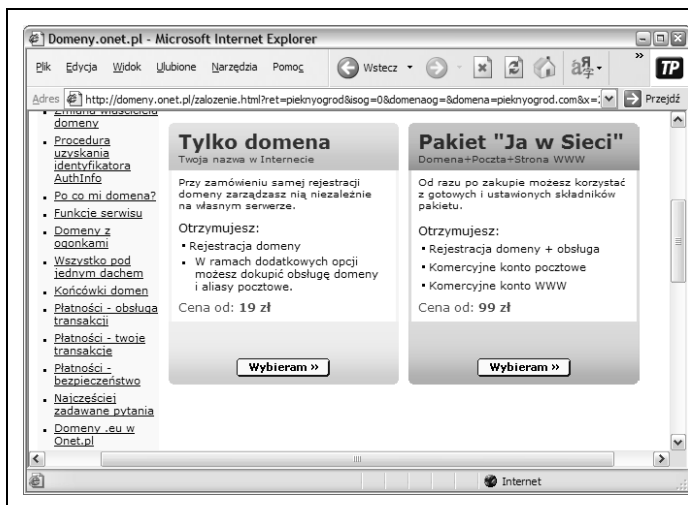 Domeny.onet.pl - Microsoft Internet Explorer
Plik Edycja Widok Ulubione Narzędzia Pomoc Wstecz »
TP
Adres http://domeny.onet.pl/zalozenie.html?ret=pieknyogrod&isog=0&domenaog=&domena=pieknyogrod.com&x= Przejdź
Zmiana właściciela
domeny
Procedura
uzyskania
identyfikatora
AuthInfo
Po co mi domena?
Funkcje serwisu
Domeny z
ogonkami
Wszystko pod
jednym dachem
Końcówki domen
Płatności - obsługa
transakcji
Płatności - twoje
transakcje
Płatności -
bezpieczeństwo
Najczęściej
zadawane pytania
Domeny .eu w
Onet.pl
Tylko domena
Twoja nazwa w Internecie
Przy zamówieniu samej rejestracji
domeny zarządzasz nią niezależnie
na własnym serwerze.
Otrzymujesz:
Rejestracja domeny
W ramach dodatkowych opcji
możesz dokupić obsługę domeny
i aliasy pocztowe.
Cena od: 19 zł
Wybieram »
Pakiet "Ja w Sieci"
Domena+Poczta+Strona WWW
Od razu po zakupie możesz korzystać
z gotowych i ustawionych składników
pakietu.
Otrzymujesz:
Rejestracja domeny + obsługa
Komercyjne konto pocztowe
Komercyjne konto WWW
Cena od: 99 zł
Wybieram »
Internet